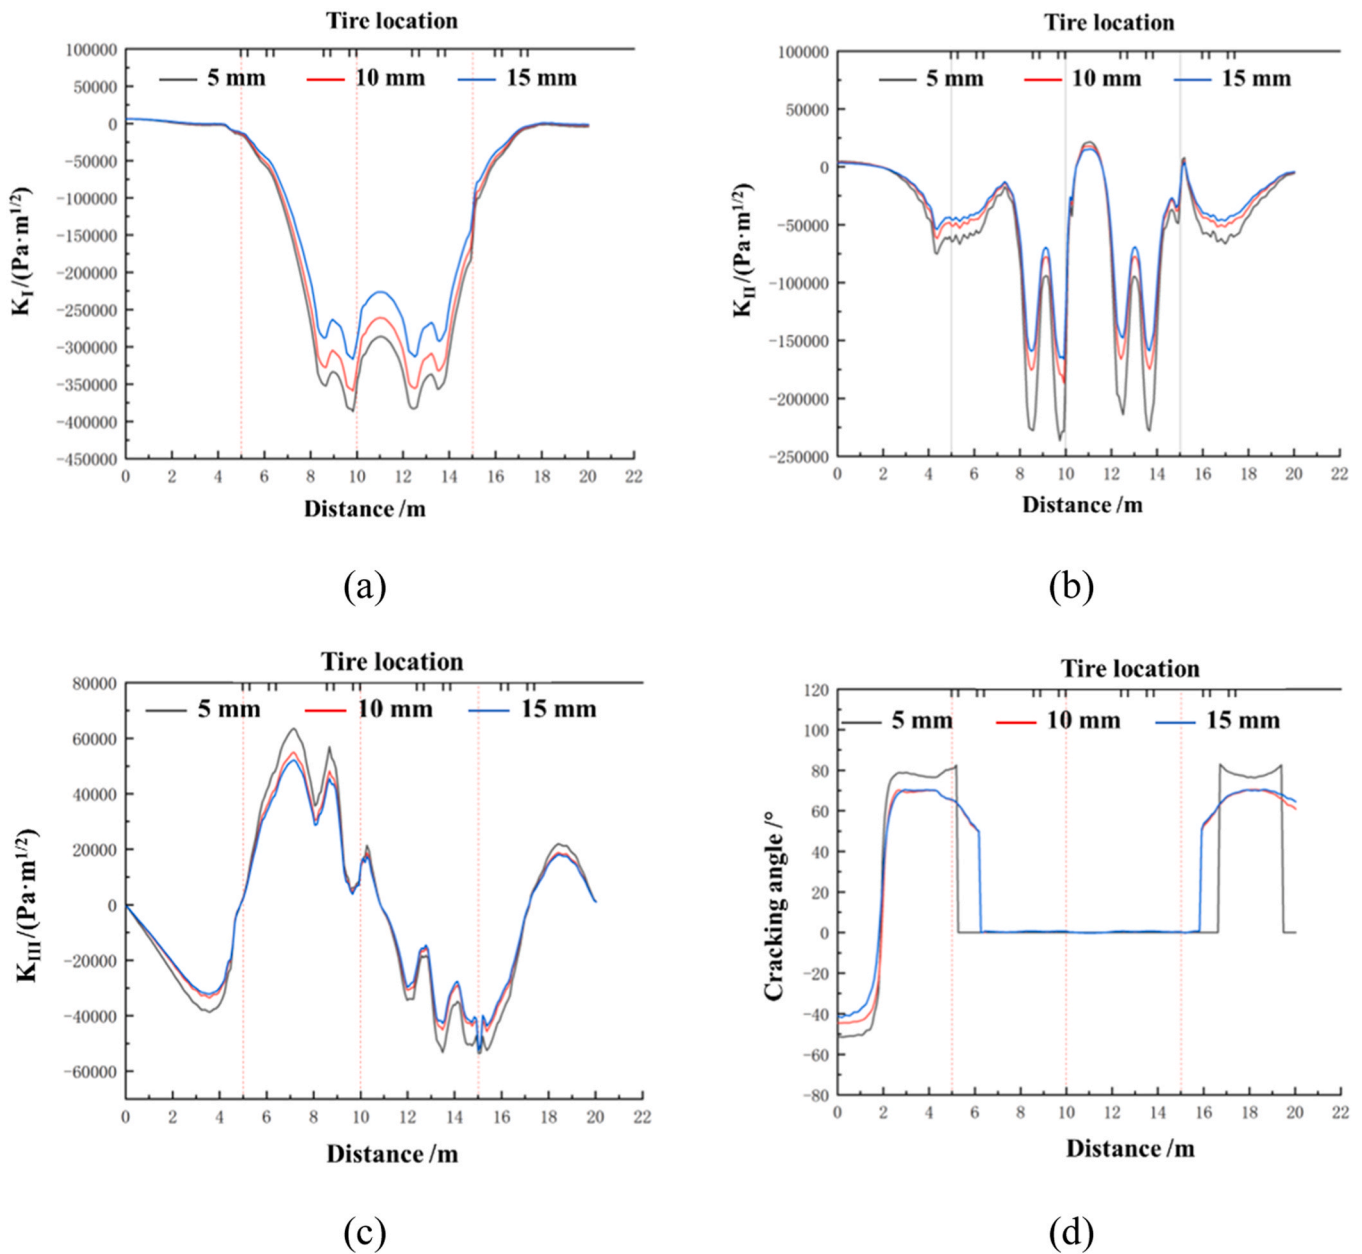 Tire location
5 mm 10 mm 15 mm
100000
50000
0
−50000
−100000
−150000
−200000
−250000
−300000
−350000
−400000
−450000
K_I /(Pa·m^1/2)
0 2 4 6 8 10 12 14 16 18 20 22
Distance /m
(a)
Tire location
5 mm 10 mm 15 mm
100000
50000
0
−50000
−100000
−150000
−200000
−250000
K_II /(Pa·m^1/2)
0 2 4 6 8 10 12 14 16 18 20 22
Distance /m
(b)
Tire location
5 mm 10 mm 15 mm
80000
60000
40000
20000
0
−20000
−40000
−60000
K_III /(Pa·m^1/2)
0 2 4 6 8 10 12 14 16 18 20 22
Distance /m
(c)
Tire location
5 mm 10 mm 15 mm
120
100
80
60
40
20
0
−20
−40
−60
−80
Cracking angle /°
0 2 4 6 8 10 12 14 16 18 20 22
Distance /m
(d)